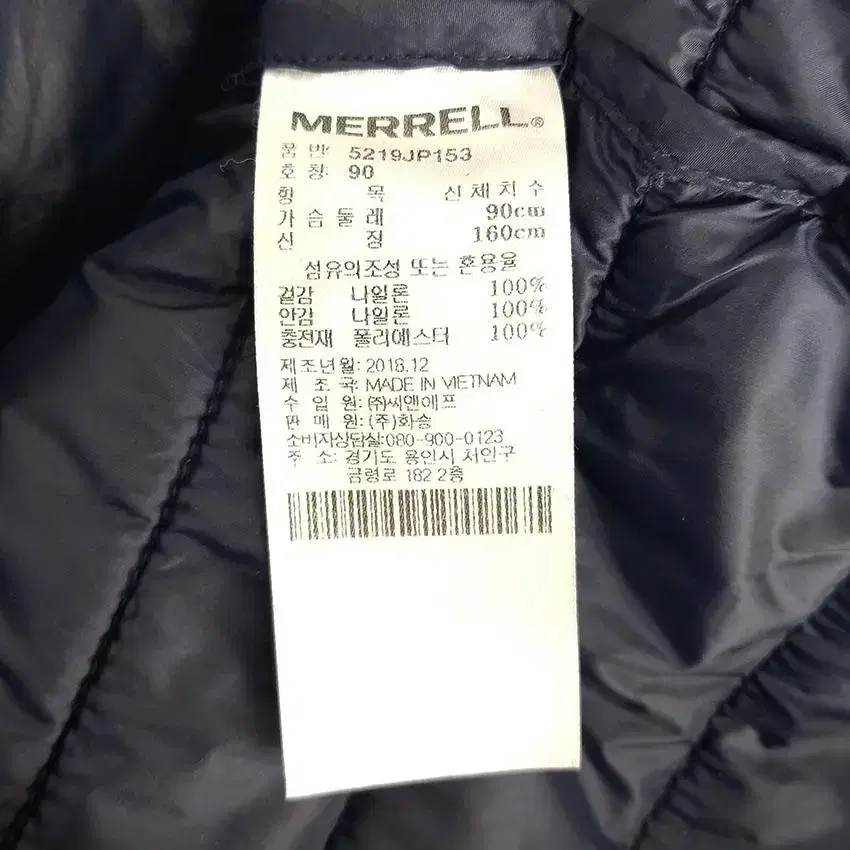 MERRELL®
품 번: 5219JP153
호 칭: 90
항 목 신체치수
가슴둘레 90cm
신 장 160cm
섬유의조성 또는 혼용율
겉감 나일론 100%
안감 나일론 100%
충전재 폴리에스터 100%
제조년월: 2018.12
제 조 국: MADE IN VIETNAM
수 입 원: (주)씨앤에프
판 매 원: (주)화승
소비자상담실:080-900-0123
주 소: 경기도 용인시 처인구
금령로 182 2층